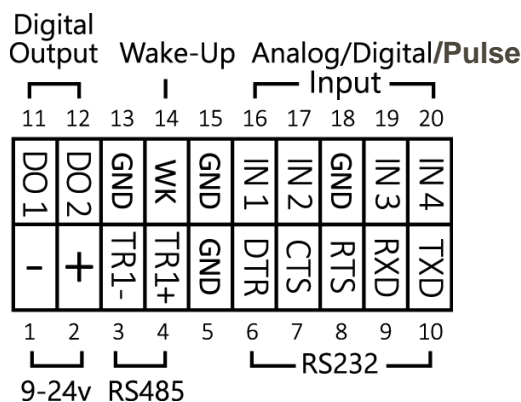 Digital
Output Wake-Up Analog/Digital/Pulse
Input
11 12 13 14 15 16 17 18 19 20
DO 1 DO 2 GND WK GND IN 1 IN 2 GND IN 3 IN 4
- + TR1- TR1+ GND DTR CTS RTS RXD TXD
1 2 3 4 5 6 7 8 9 10
RS232
9-24v RS485